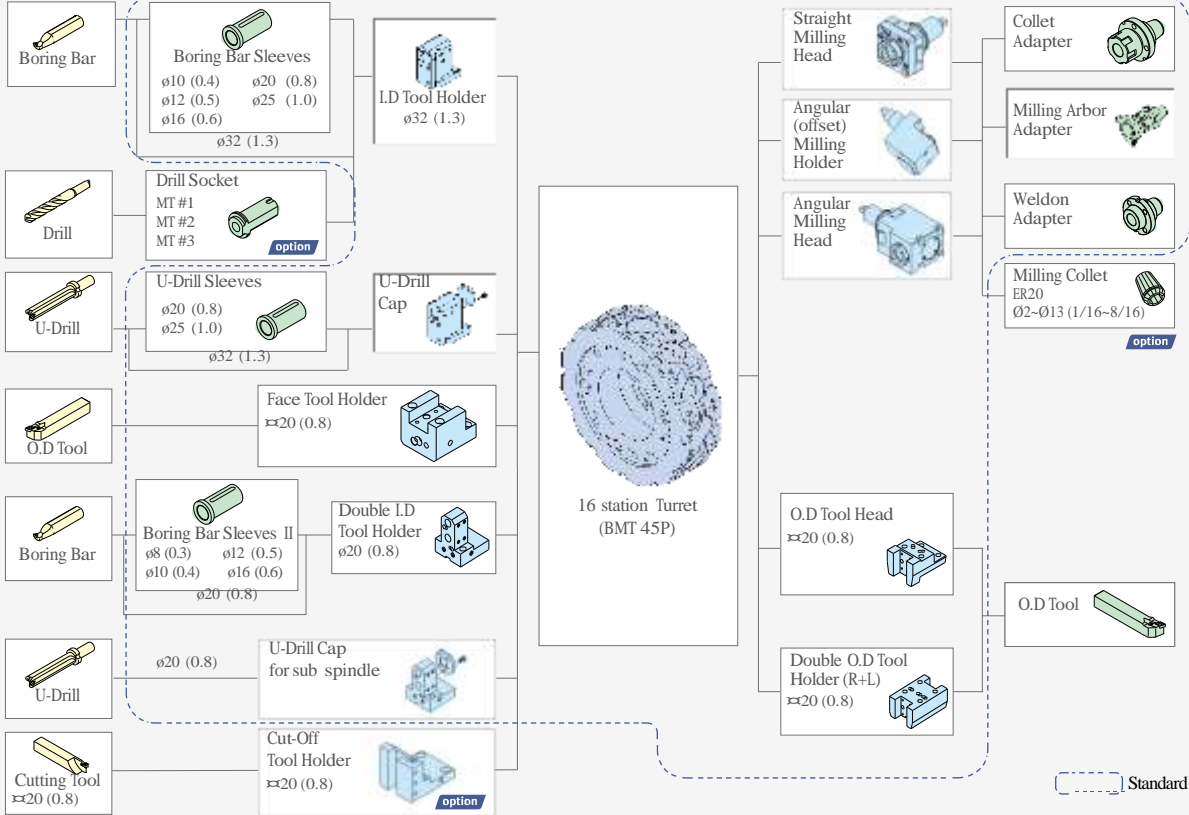 Boring Bar
Boring Bar Sleeves
ø10 (0.4) ø20 (0.8)
ø12 (0.5) ø25 (1.0)
ø16 (0.6)
ø32 (1.3)
I.D Tool Holder
ø32 (1.3)
Drill
Drill Socket
MT #1
MT #2
MT #3
option
U-Drill
U-Drill Sleeves
ø20 (0.8)
ø25 (1.0)
ø32 (1.3)
U-Drill
Cap
O.D Tool
Face Tool Holder
¤20 (0.8)
Boring Bar
Boring Bar Sleeves II
ø8 (0.3) ø12 (0.5)
ø10 (0.4) ø16 (0.6)
ø20 (0.8)
Double I.D
Tool Holder
ø20 (0.8)
U-Drill
ø20 (0.8)
U-Drill Cap
for sub spindle
Cutting Tool
¤20 (0.8)
Cut-Off
Tool Holder
¤20 (0.8)
option
16 station Turret
(BMT 45P)
Straight
Milling
Head
Angular
(offset)
Milling
Holder
Angular
Milling
Head
Collet
Adapter
Milling Arbor
Adapter
Weldon
Adapter
Milling Collet
ER20
Ø2~Ø13 (1/16~8/16)
option
O.D Tool Head
¤20 (0.8)
Double O.D Tool
Holder (R+L)
¤20 (0.8)
O.D Tool
Standard